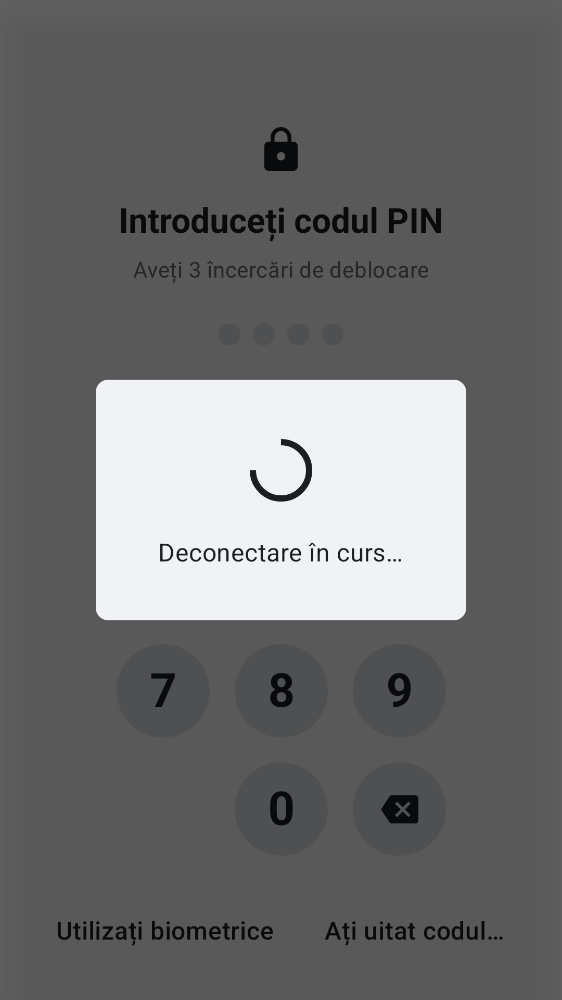 Introduceți codul PIN
Aveți 3 încercări de deblocare
Deconectare în curs...
7 8 9
0
Utilizați biometrice Ați uitat codul...